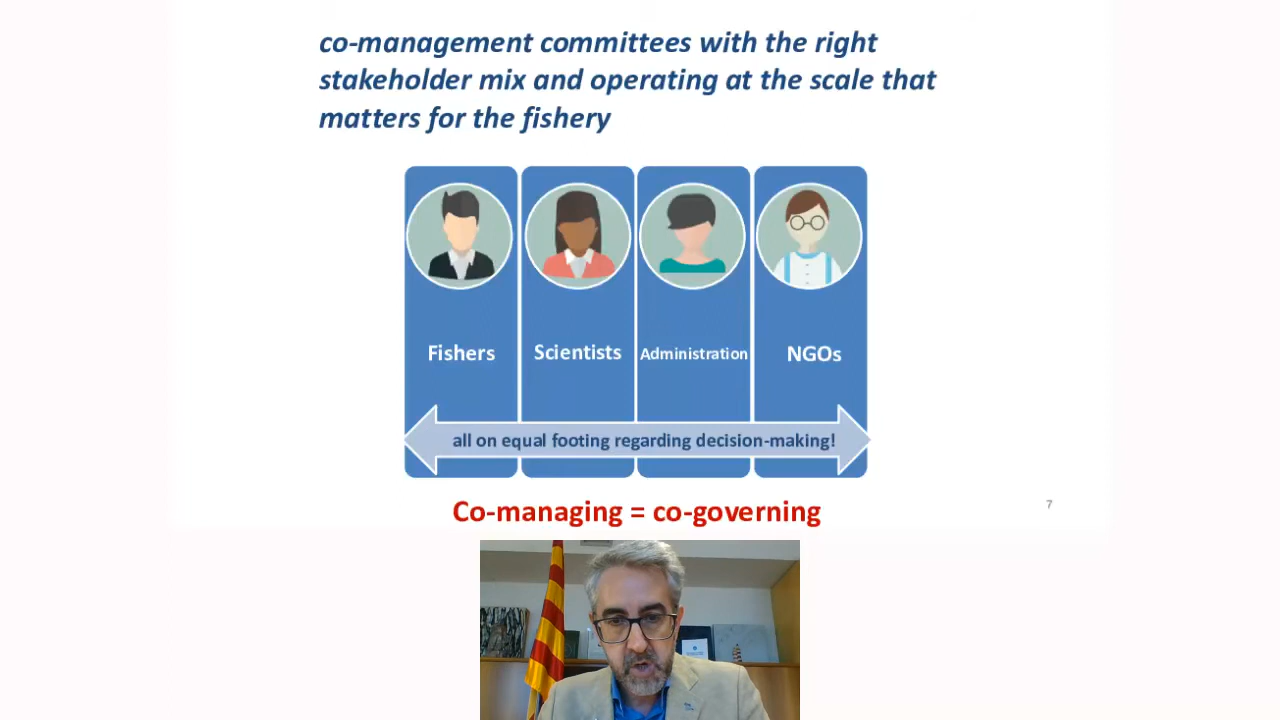 co-management committees with the right
stakeholder mix and operating at the scale that
matters for the fishery
Fishers
Scientists
Administration
NGOs
all on equal footing regarding decision-making!
Co-managing = co-governing
7